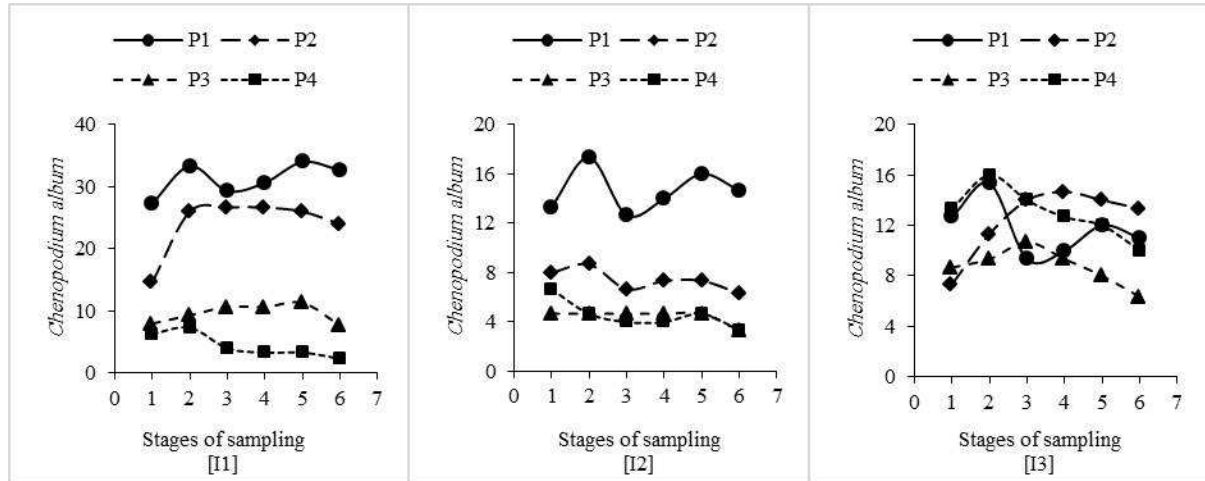 P1 P2
P3 P4
40
30
20
10
0
Chenopodium album
0 1 2 3 4 5 6 7
Stages of sampling
[I1]
P1 P2
P3 P4
20
16
12
8
4
0
Chenopodium album
0 1 2 3 4 5 6 7
Stages of sampling
[I2]
P1 P2
P3 P4
20
16
12
8
4
0
Chenopodium album
0 1 2 3 4 5 6 7
Stages of sampling
[I3]